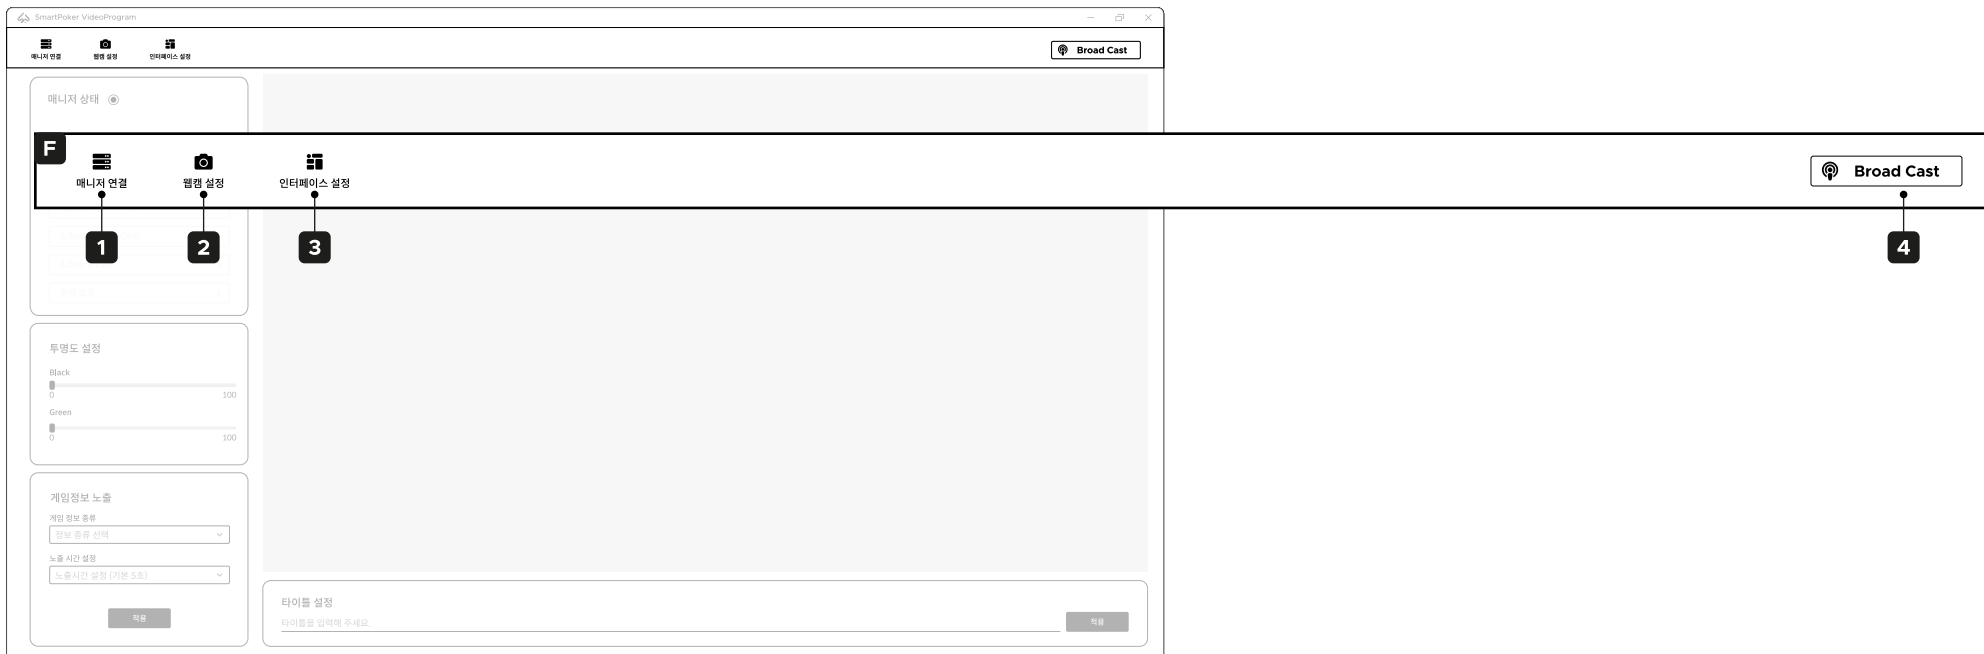 SmartPoker VideoProgram
매니저 연결
웹캠 설정
인터페이스 설정
Broad Cast
매니저 상태
F
매니저 연결
웹캠 설정
인터페이스 설정
Broad Cast
1
2
3
4
투명도 설정
Black
0
100
Green
0
100
게임정보 노출
게임 정보 종류
정보 종류 선택
노출 시간 설정
노출시간 설정 (기본 5초)
적용
타이틀 설정
타이틀을 입력해 주세요.
적용